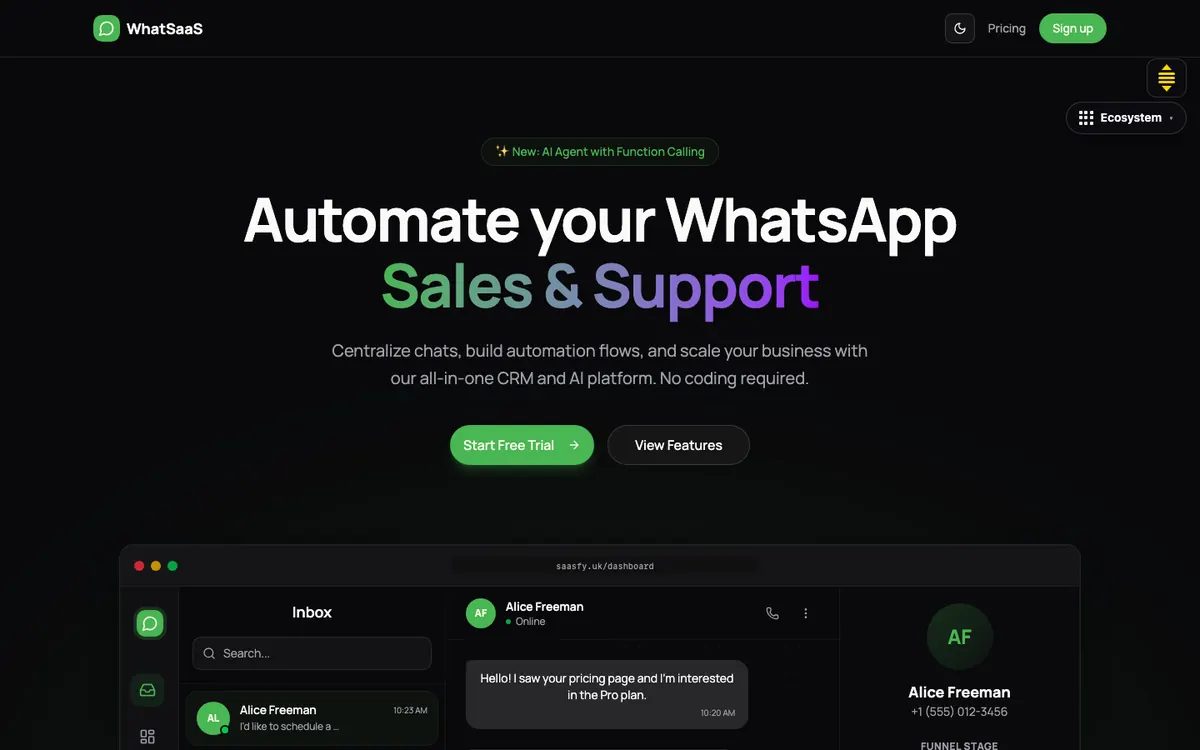 WhatSaaS
Pricing
Sign up
Ecosystem
✨ New: AI Agent with Function Calling
Automate your WhatsApp
Sales & Support
Centralize chats, build automation flows, and scale your business with
our all-in-one CRM and AI platform. No coding required.
Start Free Trial →
View Features
saasfy.uk/dashboard
Inbox
Search...
AL
Alice Freeman
10:23 AM
I'd like to schedule a ...
AF
Alice Freeman
Online
Hello! I saw your pricing page and I'm interested
in the Pro plan.
10:20 AM
AF
Alice Freeman
+1 (555) 012-3456
FUNNEL STAGE